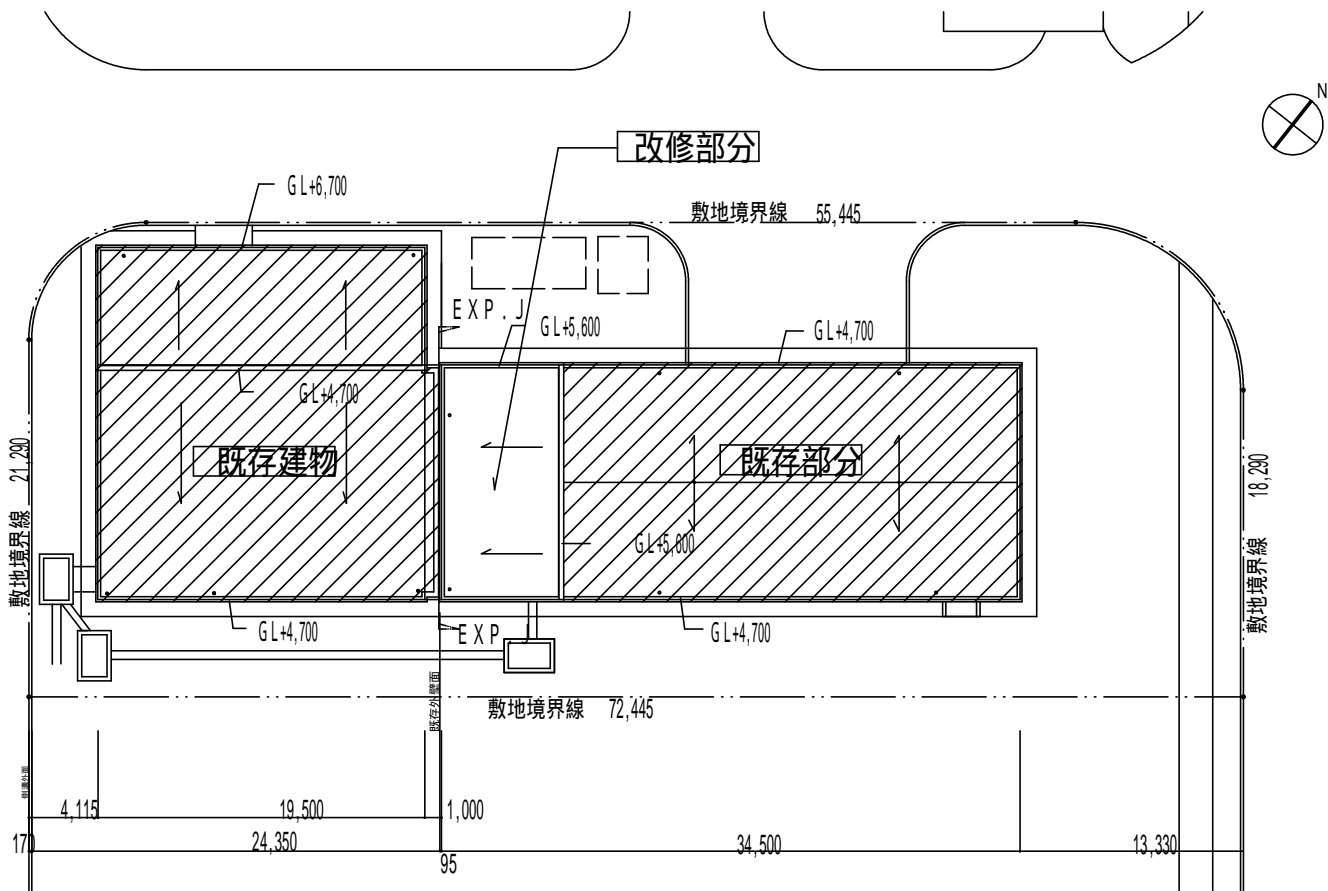 N
改修部分
GL+6,700
敷地境界線 55,445
EXP.J
GL+5,600
GL+4,700
GL+4,700
既存建物
既存部分
敷地境界線 21,290
18,290
敷地境界線
GL+5,600
GL+4,700
EXP
GL+4,700
既存外壁面
敷地境界線 72,445
側溝外面
4,115 19,500 1,000
170 24,350 34,500 13,330
95